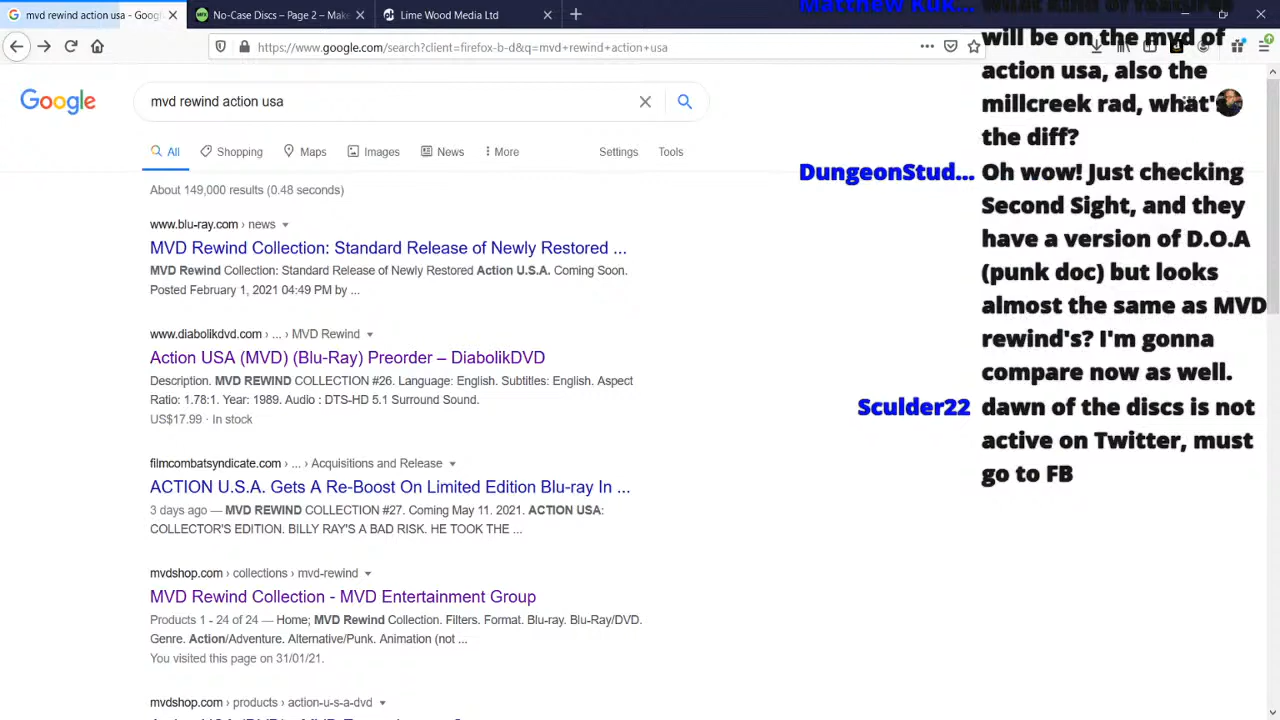 mvd rewind action usa - Googl
No-Case Discs – Page 2 – Make
Lime Wood Media Ltd
https://www.google.com/search?client=firefox-b-d&q=mvd+rewind+action+usa
Google
mvd rewind action usa
All
Shopping
Maps
Images
News
More
Settings
Tools
About 149,000 results (0.48 seconds)
www.blu-ray.com › news
MVD Rewind Collection: Standard Release of Newly Restored ...
MVD Rewind Collection: Standard Release of Newly Restored Action U.S.A. Coming Soon.
Posted February 1, 2021 04:49 PM by ...
www.diabolikdvd.com › ... › MVD Rewind
Action USA (MVD) (Blu-Ray) Preorder – DiabolikDVD
Description. MVD REWIND COLLECTION #26. Language: English. Subtitles: English. Aspect
Ratio: 1.78:1. Year: 1989. Audio : DTS-HD 5.1 Surround Sound.
US$17.99 · In stock
filmcombatsyndicate.com › ... › Acquisitions and Release
ACTION U.S.A. Gets A Re-Boost On Limited Edition Blu-ray In ...
3 days ago — MVD REWIND COLLECTION #27. Coming May 11. 2021. ACTION USA:
COLLECTOR'S EDITION. BILLY RAY'S A BAD RISK. HE TOOK THE ...
mvdshop.com › collections › mvd-rewind
MVD Rewind Collection - MVD Entertainment Group
Products 1 - 24 of 24 — Home; MVD Rewind Collection. Filters. Format. Blu-ray. Blu-Ray/DVD.
Genre. Action/Adventure. Alternative/Punk. Animation (not ...
You visited this page on 31/01/21.
mvdshop.com › products › action-u-s-a-dvd
Matthew Kuk... what kind of features
will be on the mvd of
action usa, also the
millcreek rad, what's
the diff?
DungeonStud... Oh wow! Just checking
Second Sight, and they
have a version of D.O.A
(punk doc) but looks
almost the same as MVD
rewind's? I'm gonna
compare now as well.
Sculder22 dawn of the discs is not
active on Twitter, must
go to FB